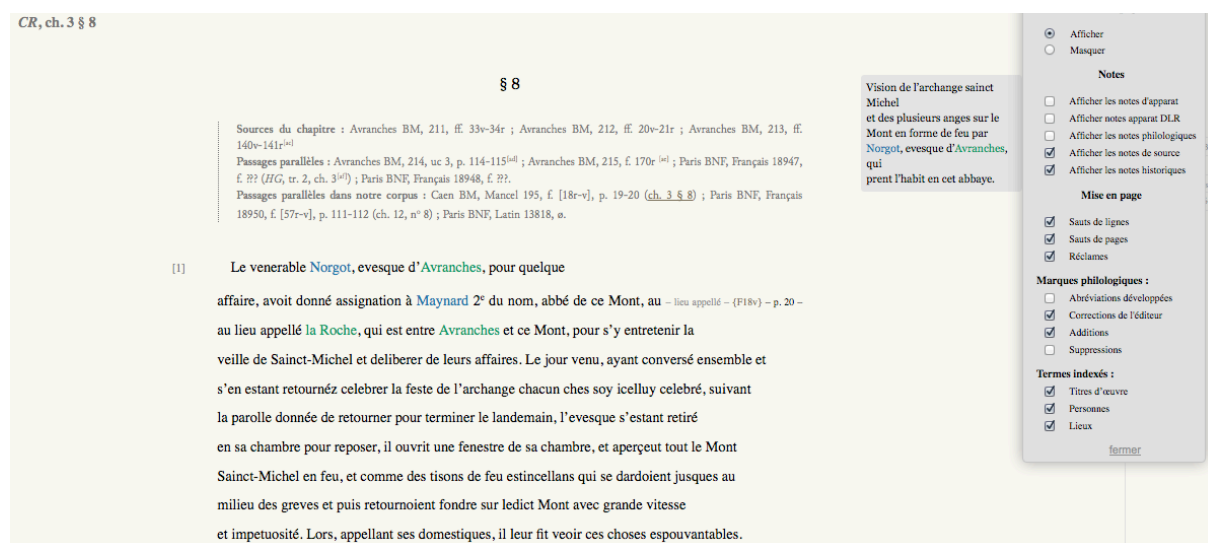 CR, ch. 3 § 8
§ 8
Sources du chapitre : Avranches BM, 211, ff. 33v-34r ; Avranches BM, 212, ff. 20v-21r ; Avranches BM, 213, ff.
140v-141r[ac]
Passages parallèles : Avranches BM, 214, uc 3, p. 114-115[ad] ; Avranches BM, 215, f. 170r [ae] ; Paris BNF, Français 18947,
f. ??? (HG, tr. 2, ch. 3[af]) ; Paris BNF, Français 18948, f. ???.
Passages parallèles dans notre corpus : Caen BM, Mancel 195, f. [18r-v], p. 19-20 (ch. 3 § 8) ; Paris BNF, Français
18950, f. [57r-v], p. 111-112 (ch. 12, nº 8) ; Paris BNF, Latin 13818, ø.
[1] Le venerable Norgot, evesque d’Avranches, pour quelque
affaire, avoit donné assignation à Maynard 2e du nom, abbé de ce Mont, au – lieu appellé – {F18v} – p. 20 –
au lieu appellé la Roche, qui est entre Avranches et ce Mont, pour s’y entretenir la
veille de Sainct-Michel et deliberer de leurs affaires. Le jour venu, ayant conversé ensemble et
s’en estant retournéz celebrer la feste de l’archange chacun ches soy icelluy celebré, suivant
la parolle donnée de retourner pour terminer le landemain, l’evesque s’estant retiré
en sa chambre pour reposer, il ouvrit une fenestre de sa chambre, et aperçeut tout le Mont
Sainct-Michel en feu, et comme des tisons de feu estincellans qui se dardoient jusques au
milieu des greves et puis retournoient fondre sur ledict Mont avec grande vitesse
et impetuosité. Lors, appellant ses domestiques, il leur fit veoir ces choses espouvantables.
Vision de l’archange sainct
Michel
et des plusieurs anges sur le
Mont en forme de feu par
Norgot, evesque d’Avranches,
qui
prent l’habit en cet abbaye.
Afficher
Masquer
Notes
Afficher les notes d'apparat
Afficher notes apparat DLR
Afficher les notes philologiques
Afficher les notes de source
Afficher les notes historiques
Mise en page
Sauts de lignes
Sauts de pages
Réclames
Marques philologiques :
Abréviations développées
Corrections de l'éditeur
Additions
Suppressions
Termes indexés :
Titres d’œuvre
Personnes
Lieux
fermer